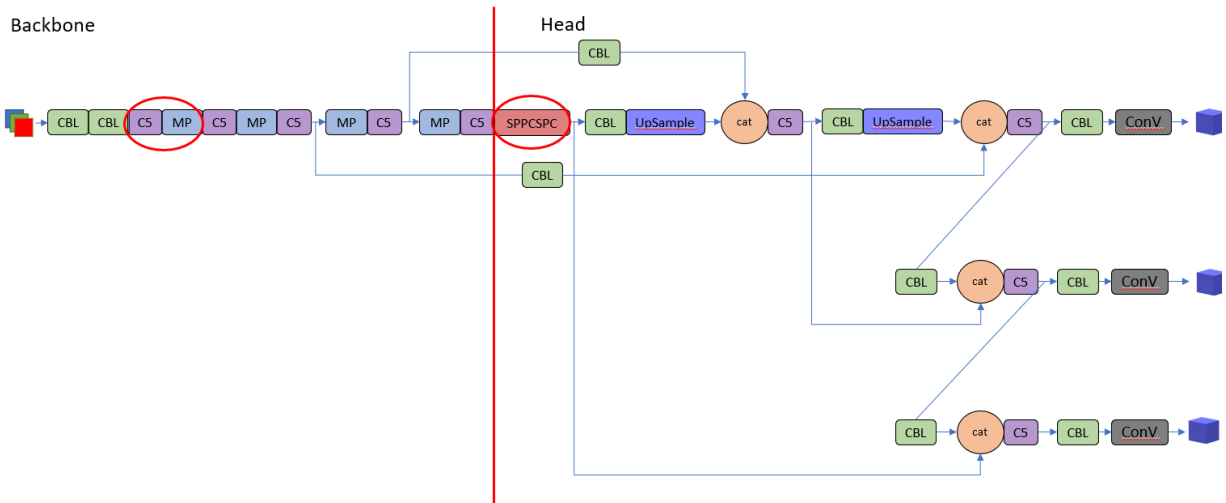 Backbone
Head
CBL
CBL CBL C5 MP C5 MP C5 MP C5 MP C5 SPPCSPC CBL UpSample cat C5 CBL UpSample cat C5 CBL ConV
CBL
CBL cat C5 CBL ConV
CBL cat C5 CBL ConV